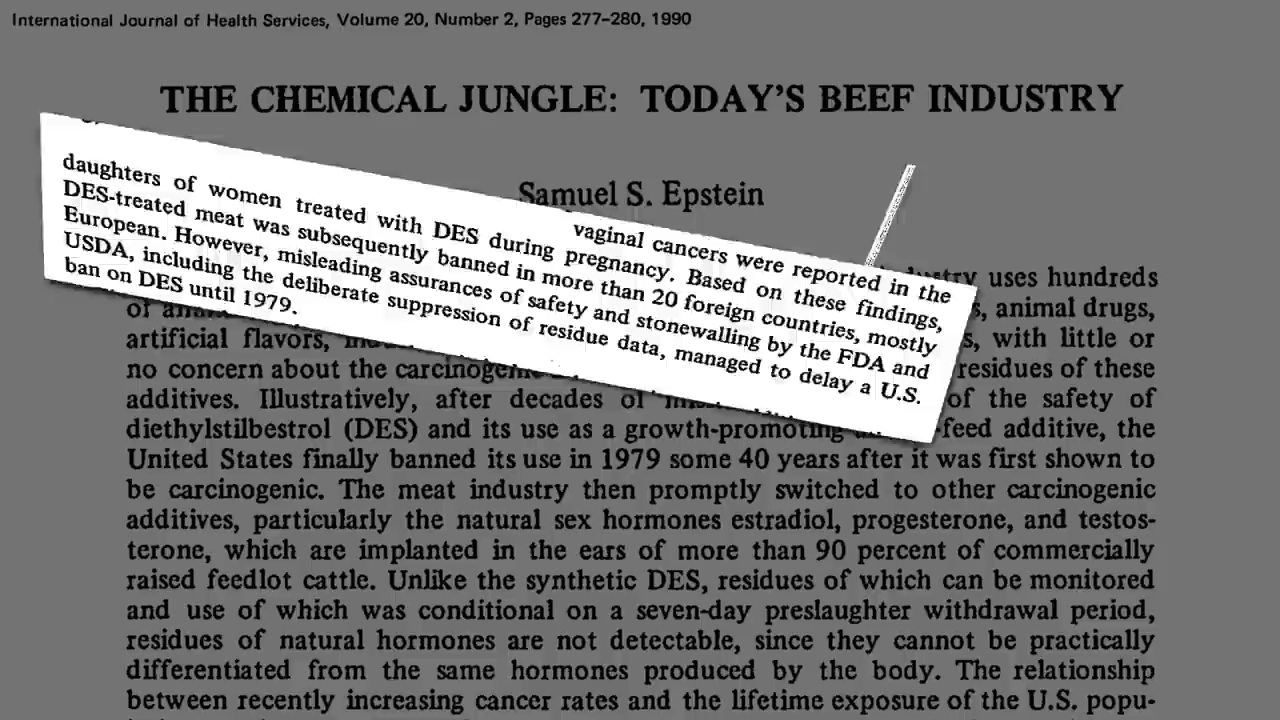 International Journal of Health Services, Volume 20, Number 2, Pages 277–280, 1990
THE CHEMICAL JUNGLE: TODAY'S BEEF INDUSTRY
Samuel S. Epstein
vaginal cancers were reported in the
daughters of women treated with DES during pregnancy. Based on these findings,
DES-treated meat was subsequently banned in more than 20 foreign countries, mostly
European. However, misleading assurances of safety and stonewalling by the FDA and
USDA, including the deliberate suppression of residue data, managed to delay a U.S.
ban on DES until 1979.
uses hundreds
of animal drugs,
artificial flavors, with little or
no concern about the residues of these
additives. Illustratively, after decades of of the safety of
diethylstilbestrol (DES) and its use as a growth-promoting feed additive, the
United States finally banned its use in 1979 some 40 years after it was first shown to
be carcinogenic. The meat industry then promptly switched to other carcinogenic
additives, particularly the natural sex hormones estradiol, progesterone, and testos-
terone, which are implanted in the ears of more than 90 percent of commercially
raised feedlot cattle. Unlike the synthetic DES, residues of which can be monitored
and use of which was conditional on a seven-day preslaughter withdrawal period,
residues of natural hormones are not detectable, since they cannot be practically
differentiated from the same hormones produced by the body. The relationship
between recently increasing cancer rates and the lifetime exposure of the U.S. popu-